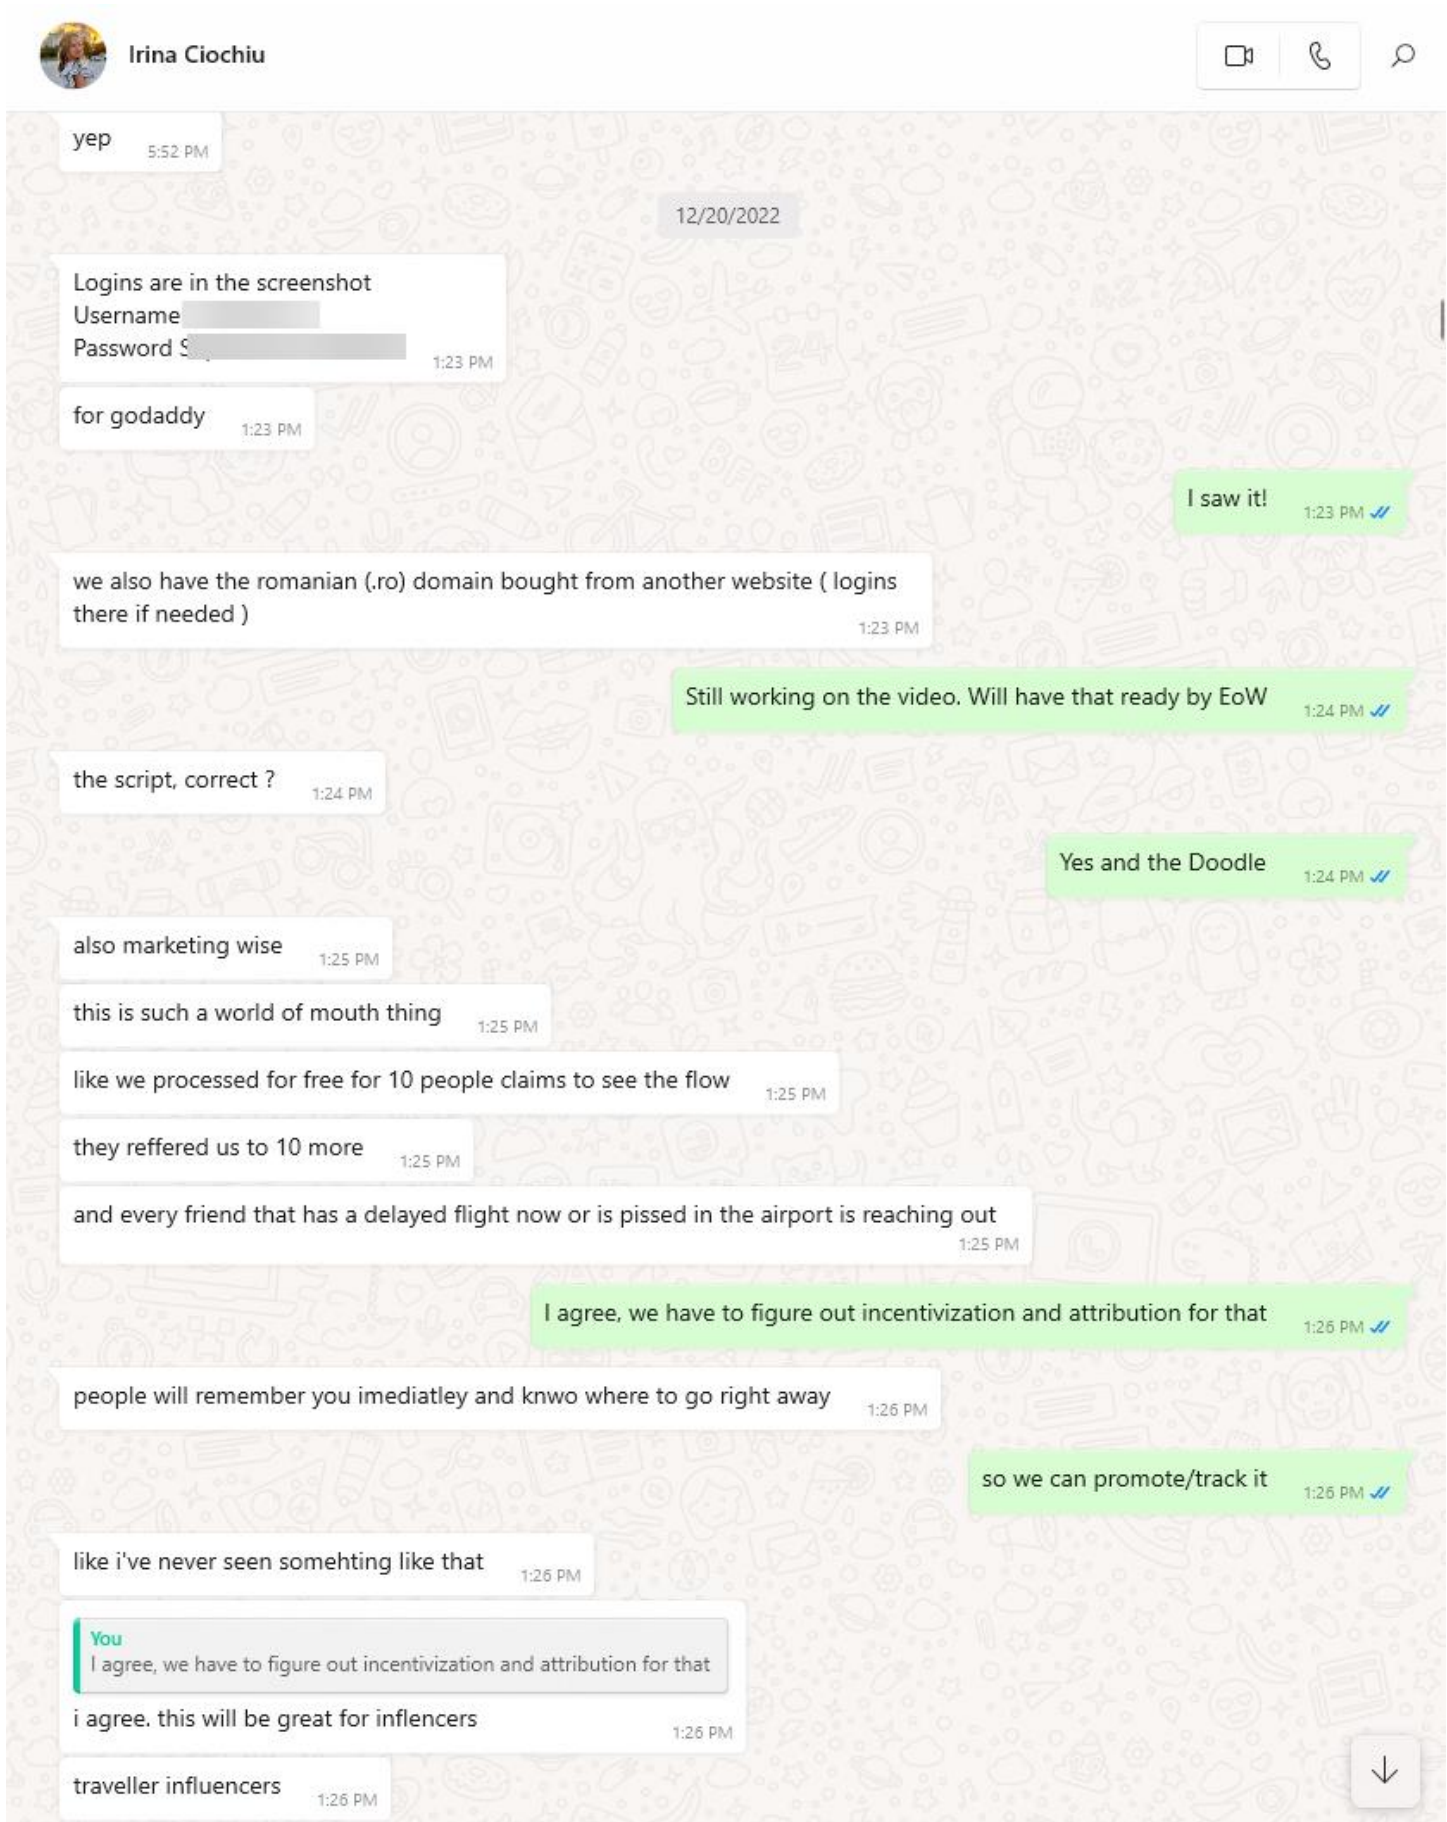 Irina Ciochiu
yep
5:52 PM
12/20/2022
Logins are in the screenshot
Username
Password
1:23 PM
for godaddy
1:23 PM
I saw it!
1:23 PM
we also have the romanian (.ro) domain bought from another website ( logins
there if needed )
1:23 PM
Still working on the video. Will have that ready by EoW
1:24 PM
the script, correct ?
1:24 PM
Yes and the Doodle
1:24 PM
also marketing wise
1:25 PM
this is such a world of mouth thing
1:25 PM
like we processed for free for 10 people claims to see the flow
1:25 PM
they reffered us to 10 more
1:25 PM
and every friend that has a delayed flight now or is pissed in the airport is reaching out
1:25 PM
I agree, we have to figure out incentivization and attribution for that
1:26 PM
people will remember you imediatley and knwo where to go right away
1:26 PM
so we can promote/track it
1:26 PM
like i've never seen somehting like that
1:26 PM
You
I agree, we have to figure out incentivization and attribution for that
i agree. this will be great for inflencers
1:26 PM
traveller influencers
1:26 PM